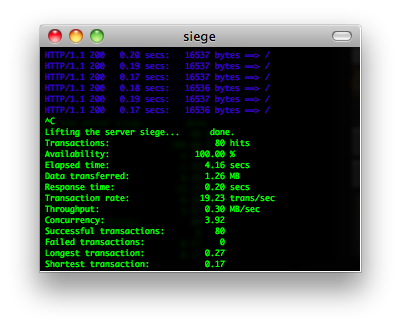 siege
HTTP/1.1 200 0.20 secs: 16537 bytes ==> /
HTTP/1.1 200 0.19 secs: 16537 bytes ==> /
HTTP/1.1 200 0.17 secs: 16537 bytes ==> /
HTTP/1.1 200 0.18 secs: 16536 bytes ==> /
HTTP/1.1 200 0.17 secs: 16537 bytes ==> /
HTTP/1.1 200 0.17 secs: 16536 bytes ==> /
^C
Lifting the server siege... done.
Transactions: 80 hits
Availability: 100.00 %
Elapsed time: 4.16 secs
Data transferred: 1.26 MB
Response time: 0.20 secs
Transaction rate: 19.23 trans/sec
Throughput: 0.30 MB/sec
Concurrency: 3.92
Successful transactions: 80
Failed transactions: 0
Longest transaction: 0.27
Shortest transaction: 0.17